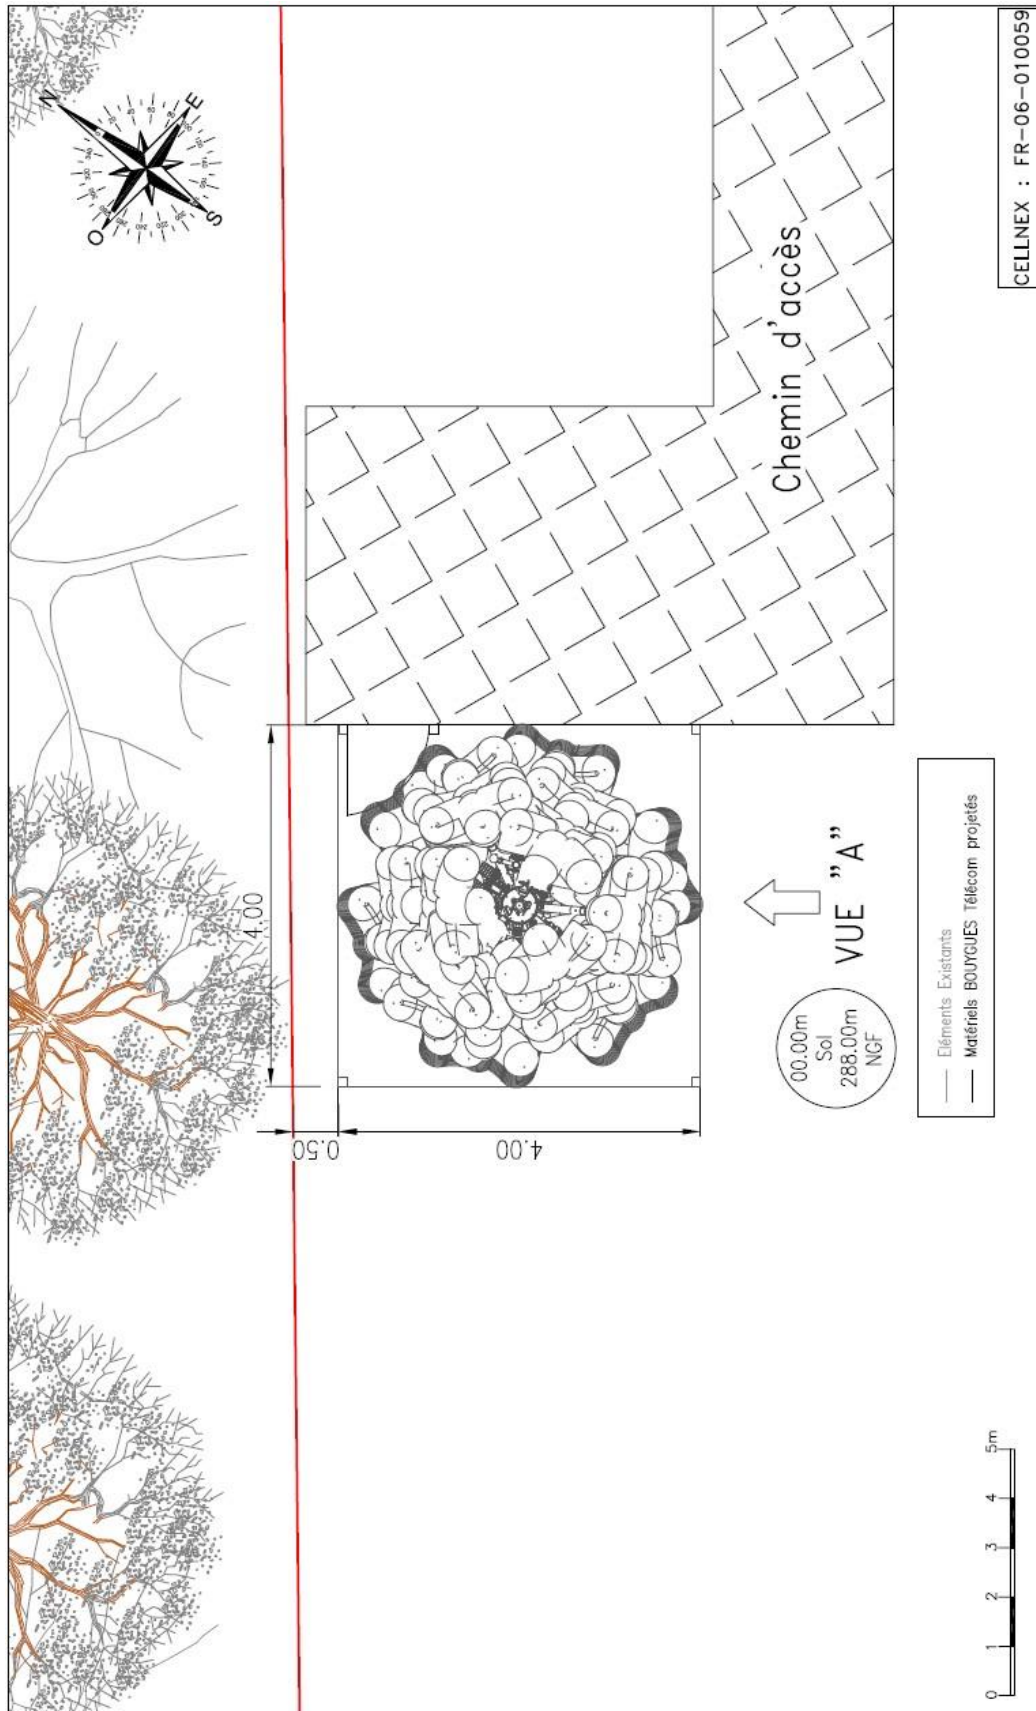 N
E
S
O
CELLNEX : FR-06-010059
Chemin d'accès
4.00
0.50
4.00
VUE "A"
00.00m
Sol
288.00m
NGF
Eléments Existants
Matériels BOUYGUES Télécom projetés
0 1 2 3 4 5m